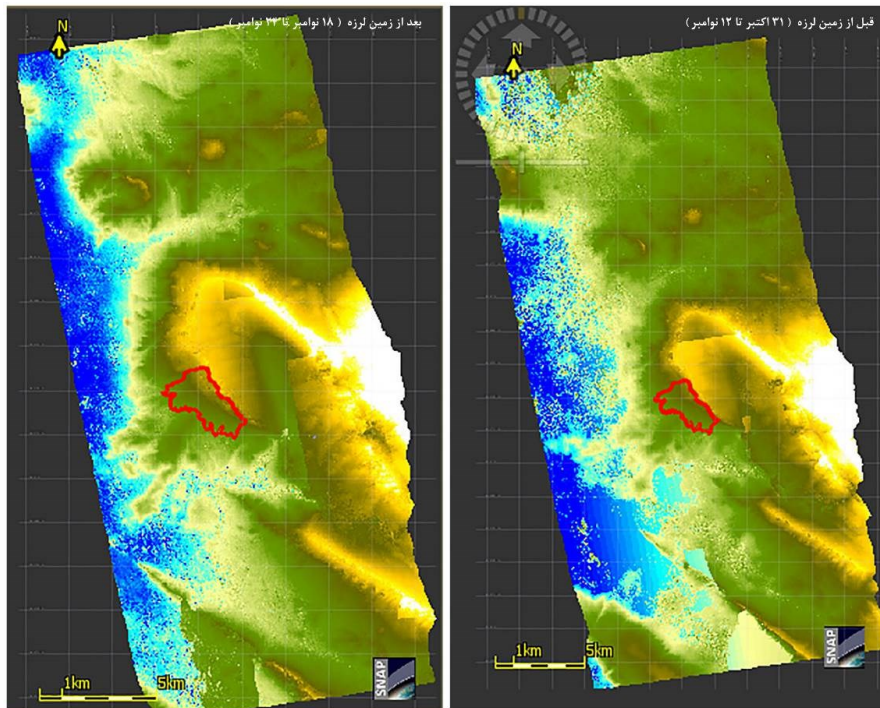 بعد از زمین لرزه ( ۱۸ نوامبر تا ۲۴ نوامبر)
قبل از زمین لرزه ( ۳۱ اکتبر تا ۱۲ نوامبر)
N
N
1km 5km
SNAP
1km 5km
SNAP